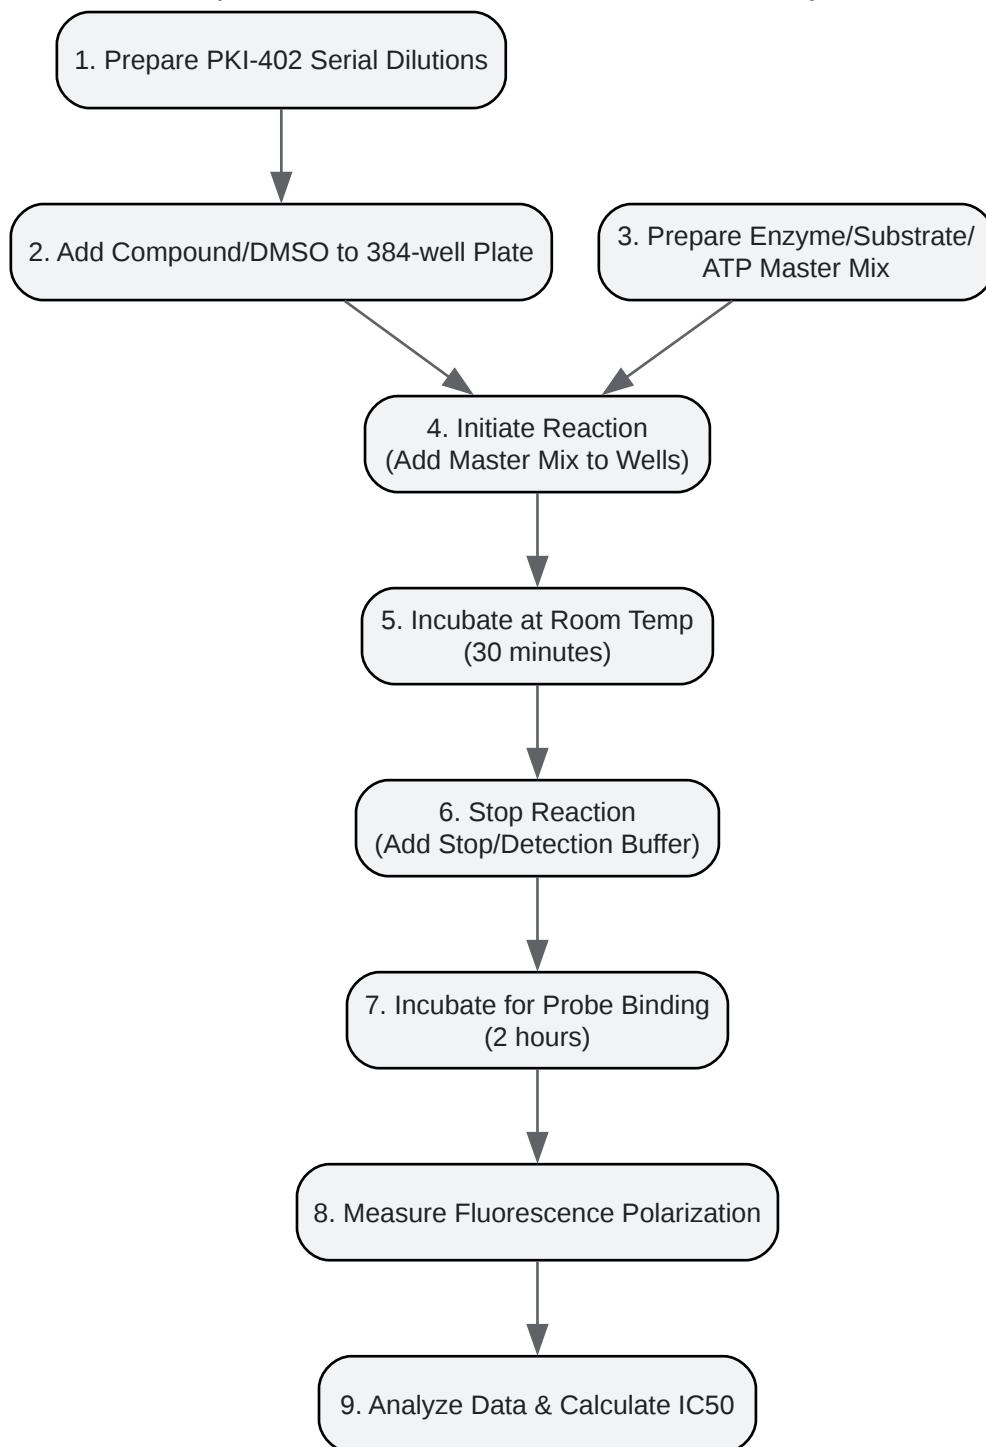 1. Prepare PKI-402 Serial Dilutions
2. Add Compound/DMSO to 384-well Plate
3. Prepare Enzyme/Substrate/
ATP Master Mix
4. Initiate Reaction
(Add Master Mix to Wells)
5. Incubate at Room Temp
(30 minutes)
6. Stop Reaction
(Add Stop/Detection Buffer)
7. Incubate for Probe Binding
(2 hours)
8. Measure Fluorescence Polarization
9. Analyze Data & Calculate IC50